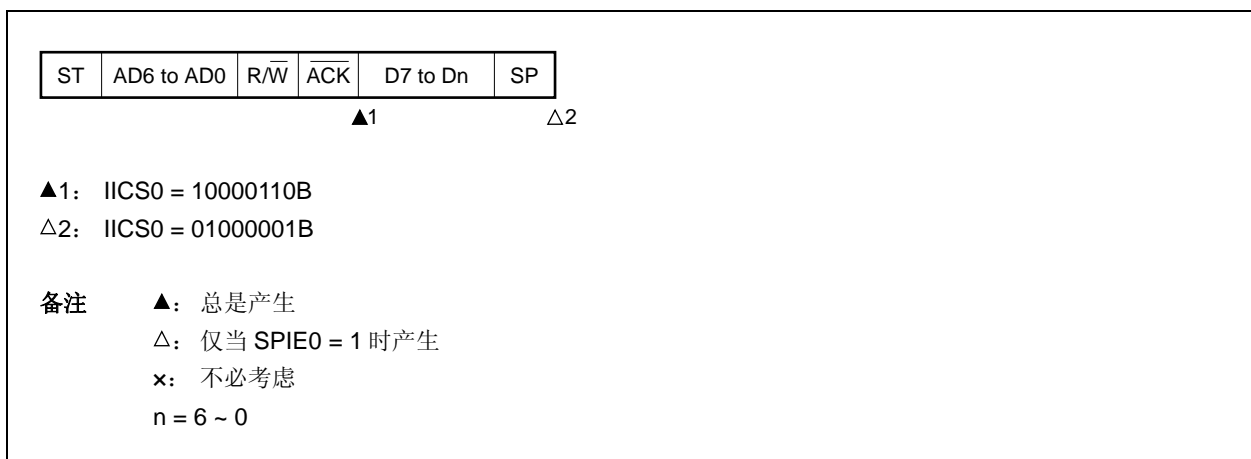 ST AD6 to AD0 R/W̅ A̅C̅K̅ D7 to Dn SP
▲1 △2
▲1： IICS0 = 10000110B
△2： IICS0 = 01000001B
备注 ▲： 总是产生
△： 仅当 SPIE0 = 1 时产生
×： 不必考虑
n = 6 ~ 0